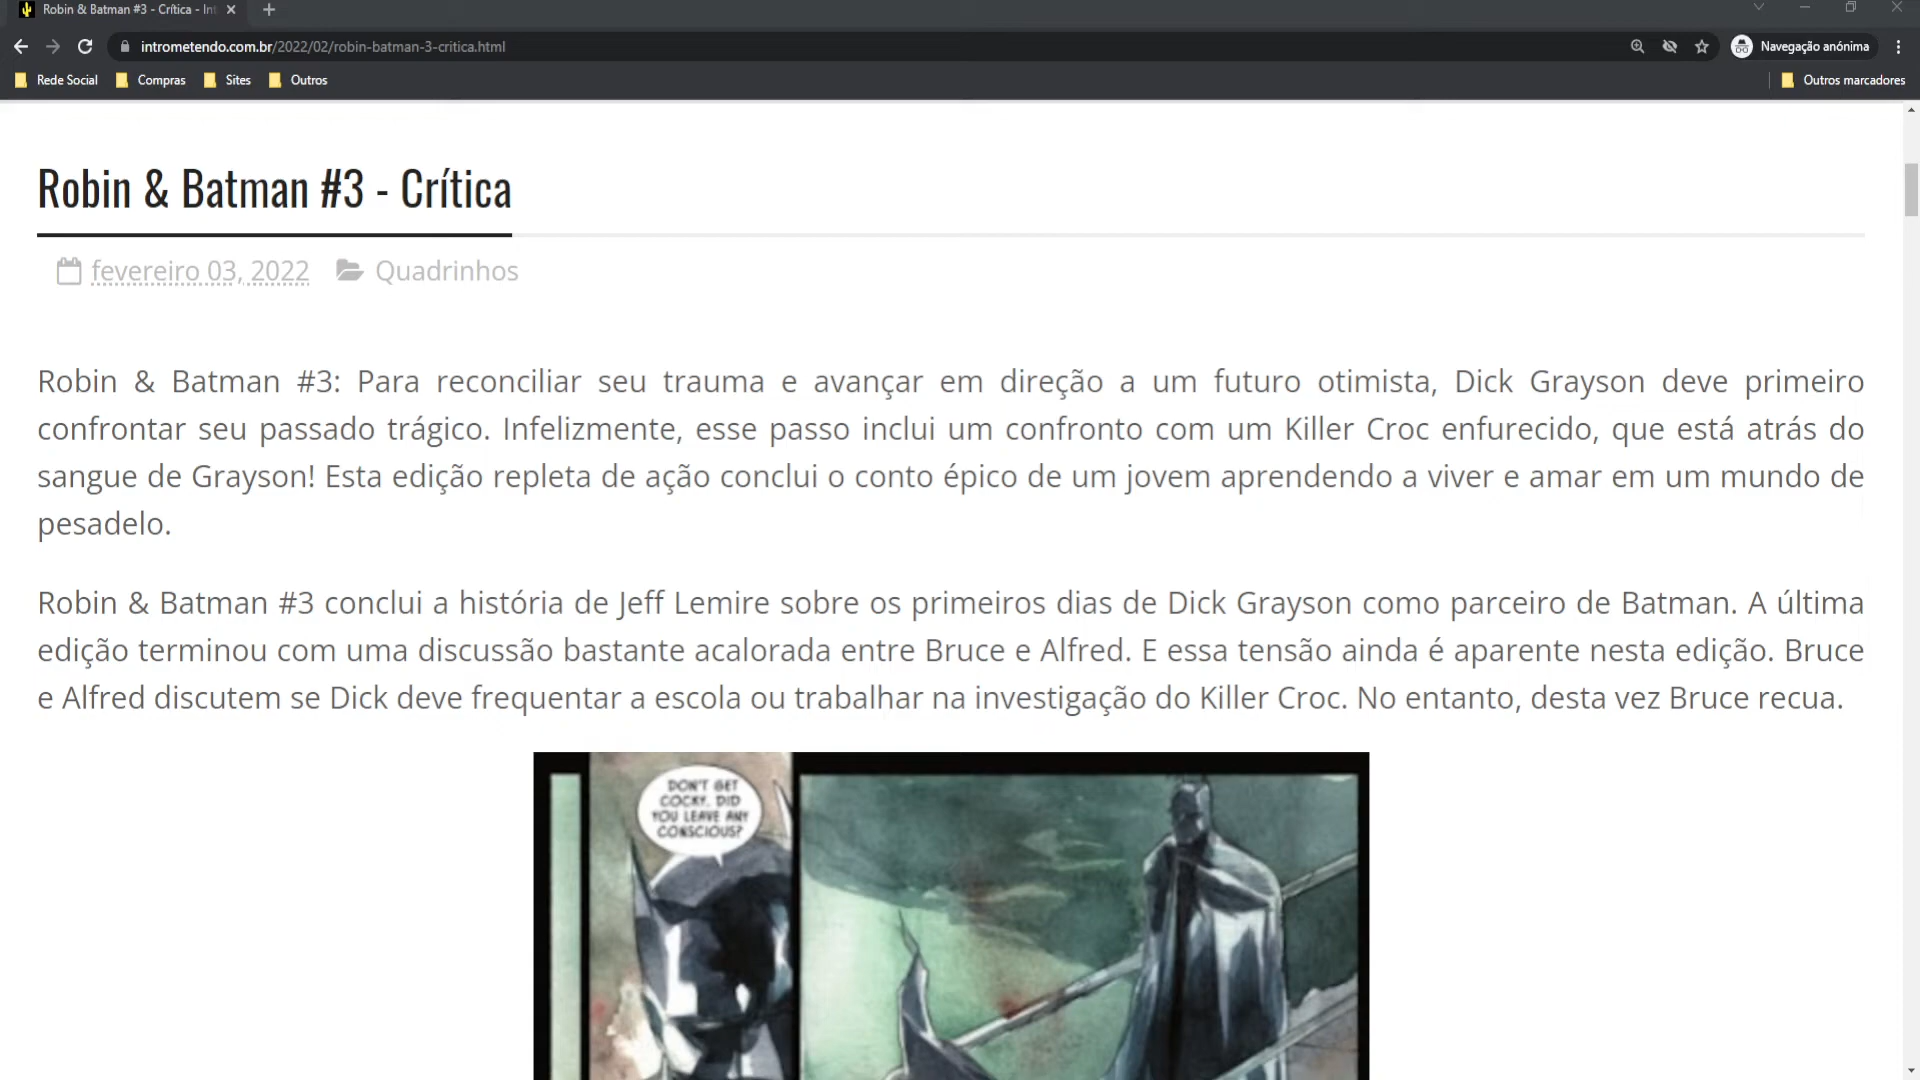 Robin & Batman #3 - Crítica - Int
intrometendo.com.br/2022/02/robin-batman-3-critica.html
Navegação anónima
Rede Social
Compras
Sites
Outros
Outros marcadores
Robin & Batman #3 - Crítica
fevereiro 03, 2022
Quadrinhos
Robin & Batman #3: Para reconciliar seu trauma e avançar em direção a um futuro otimista, Dick Grayson deve primeiro
confrontar seu passado trágico. Infelizmente, esse passo inclui um confronto com um Killer Croc enfurecido, que está atrás do
sangue de Grayson! Esta edição repleta de ação conclui o conto épico de um jovem aprendendo a viver e amar em um mundo de
pesadelo.
Robin & Batman #3 conclui a história de Jeff Lemire sobre os primeiros dias de Dick Grayson como parceiro de Batman. A última
edição terminou com uma discussão bastante acalorada entre Bruce e Alfred. E essa tensão ainda é aparente nesta edição. Bruce
e Alfred discutem se Dick deve frequentar a escola ou trabalhar na investigação do Killer Croc. No entanto, desta vez Bruce recua.
DON'T GET
COCKY. DID
YOU LEAVE ANY
CONSCIOUS?